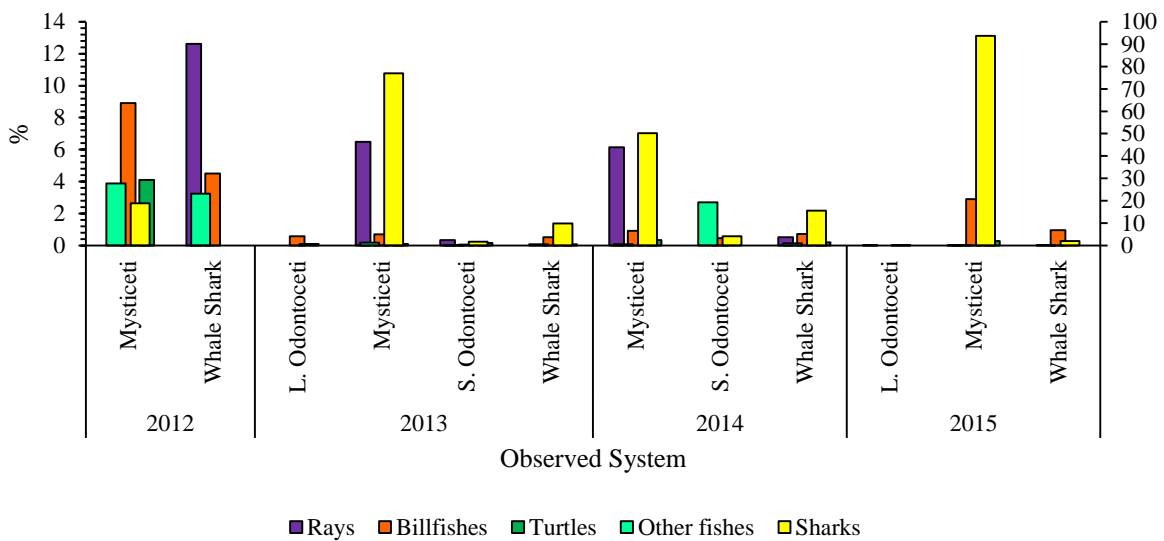 14
12
10
8
6
4
2
0
%
100
90
80
70
60
50
40
30
20
10
0
Mysticeti
Whale Shark
L. Odontoceti
Mysticeti
S. Odontoceti
Whale Shark
Mysticeti
S. Odontoceti
Whale Shark
L. Odontoceti
Mysticeti
Whale Shark
2012 2013 2014 2015
Observed System
Rays Billfishes Turtles Other fishes Sharks